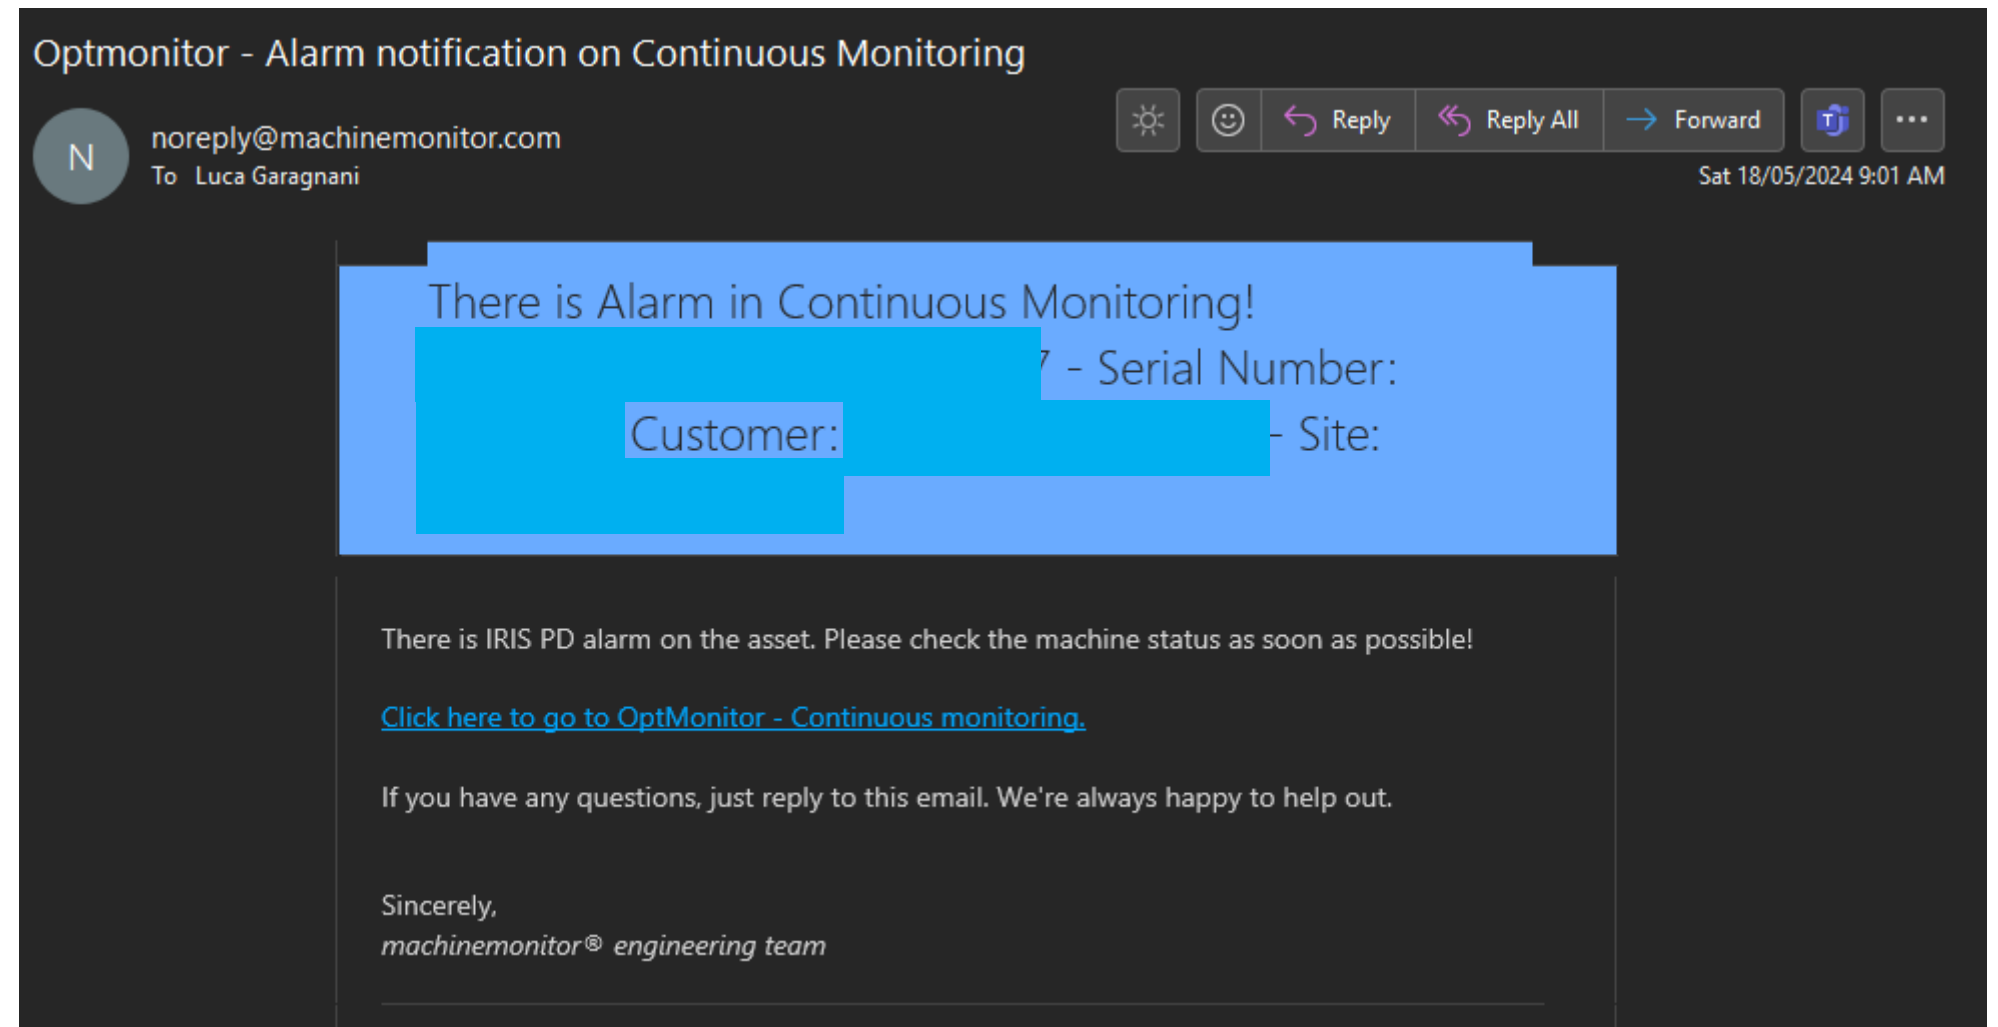 Optmonitor - Alarm notification on Continuous Monitoring
N
noreply@machinemonitor.com
To Luca Garagnani
Reply
Reply All
Forward
Sat 18/05/2024 9:01 AM
There is Alarm in Continuous Monitoring!
- Serial Number:
Customer: - Site:
There is IRIS PD alarm on the asset. Please check the machine status as soon as possible!
Click here to go to OptMonitor - Continuous monitoring.
If you have any questions, just reply to this email. We're always happy to help out.
Sincerely,
machinemonitor® engineering team